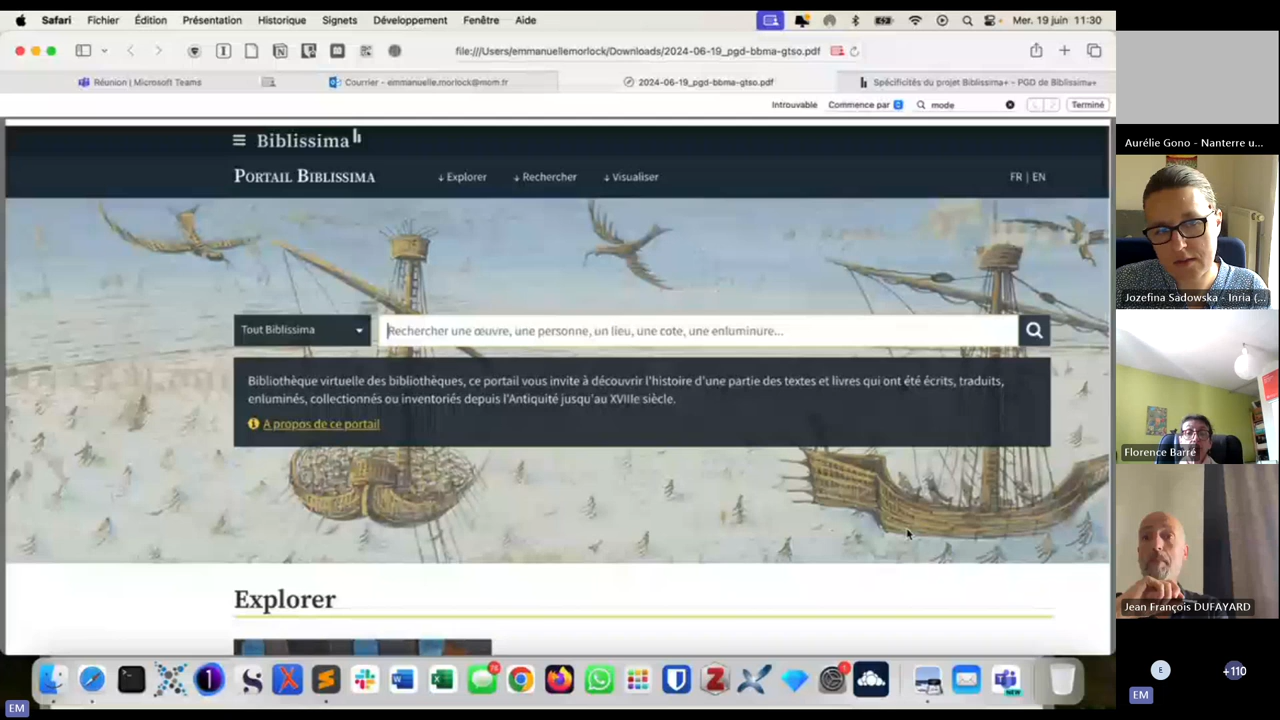 Safari Fichier Édition Présentation Historique Signets Développement Fenêtre Aide Mer. 19 juin 11:30
file:///Users/emmanuellemorlock/Downloads/2024-06-19_pgd-bbma-gtso.pdf
Réunion | Microsoft Teams Courrier – emmanuelle.morlock@mom.fr 2024-06-19_pgd-bbma-gtso.pdf Spécificités du projet Biblissima+ - PGD de Biblissima+
Introuvable Commence par mode Terminé
Biblissima
PORTAIL BIBLISSIMA Explorer Rechercher Visualiser FR | EN
Tout Biblissima Rechercher une œuvre, une personne, un lieu, une cote, une enluminure...
Bibliothèque virtuelle des bibliothèques, ce portail vous invite à découvrir l'histoire d'une partie des textes et livres qui ont été écrits, traduits,
enluminés, collectionnés ou inventoriés depuis l'Antiquité jusqu'au XVIIIe siècle.
A propos de ce portail
Explorer
NEW
EM
Aurélie Gono - Nanterre u...
Jozefina Sadowska - Inria (...
Florence Barré
Jean François DUFAYARD
E +110
EM